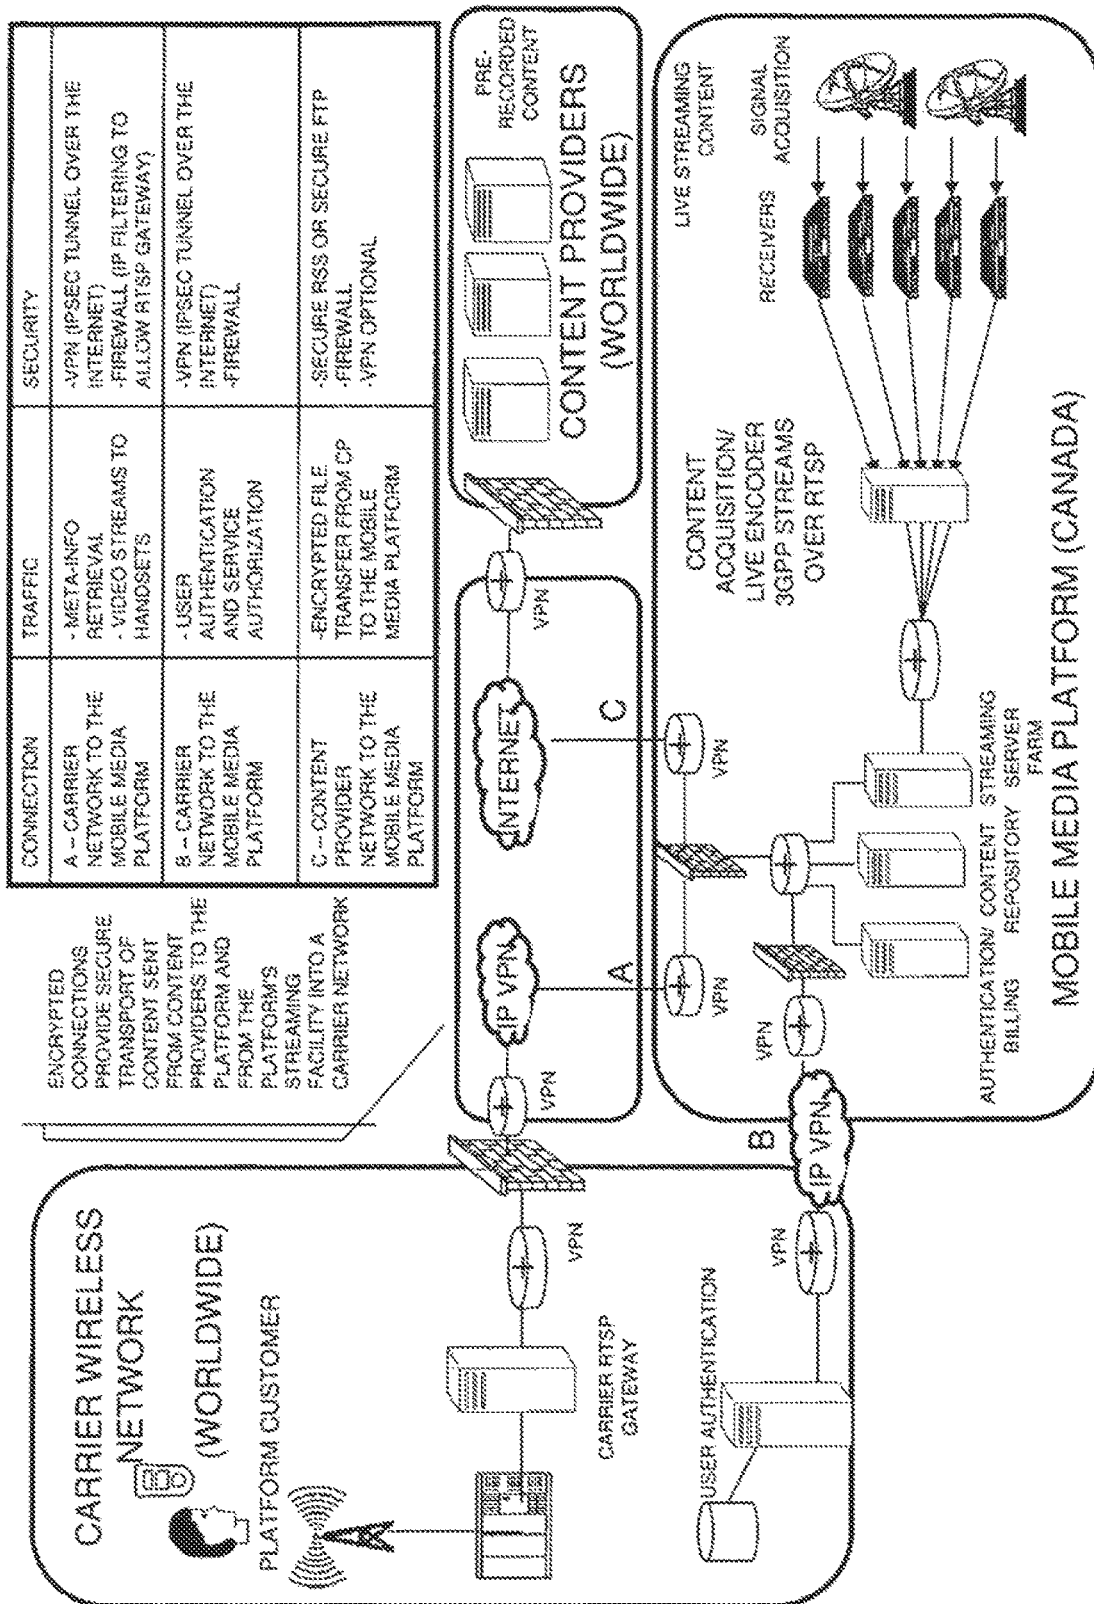 CARRIER WIRELESS
NETWORK
(WORLDWIDE)
PLATFORM CUSTOMER
CARRIER RTSP
GATEWAY
VPN
USER AUTHENTICATION
VPN
ENCRYPTED
CONNECTIONS
PROVIDE SECURE
TRANSPORT OF
CONTENT SENT
FROM CONTENT
PROVIDERS TO THE
PLATFORM AND
FROM THE
PLATFORM'S
STREAMING
FACILITY INTO A
CARRIER NETWORK
CONNECTION
TRAFFIC
SECURITY
A – CARRIER
NETWORK TO THE
MOBILE MEDIA
PLATFORM
- META-INFO
RETRIEVAL
- VIDEO STREAMS TO
HANDSETS
-VPN (IPSEC TUNNEL OVER THE
INTERNET)
-FIREWALL (IP FILTERING TO
ALLOW RTSP GATEWAY)
B – CARRIER
NETWORK TO THE
MOBILE MEDIA
PLATFORM
- USER
AUTHENTICATION
AND SERVICE
AUTHORIZATION
-VPN (IPSEC TUNNEL OVER THE
INTERNET)
-FIREWALL
C – CONTENT
PROVIDER
NETWORK TO THE
MOBILE MEDIA
PLATFORM
-ENCRYPTED FILE
TRANSFER FROM CP
TO THE MOBILE
MEDIA PLATFORM
-SECURE RSS OR SECURE FTP
-FIREWALL
-VPN OPTIONAL
VPN
IP VPN
INTERNET
VPN
A
C
PRE-
RECORDED
CONTENT
CONTENT PROVIDERS
(WORLDWIDE)
B
IP VPN
VPN
VPN
VPN
AUTHENTICATION/
BILLING
CONTENT
REPOSITORY
STREAMING
SERVER
FARM
CONTENT
ACQUISITION/
LIVE ENCODER
3GPP STREAMS
OVER RTSP
LIVE STREAMING
CONTENT
RECEIVERS
SIGNAL
ACQUISITION
MOBILE MEDIA PLATFORM (CANADA)